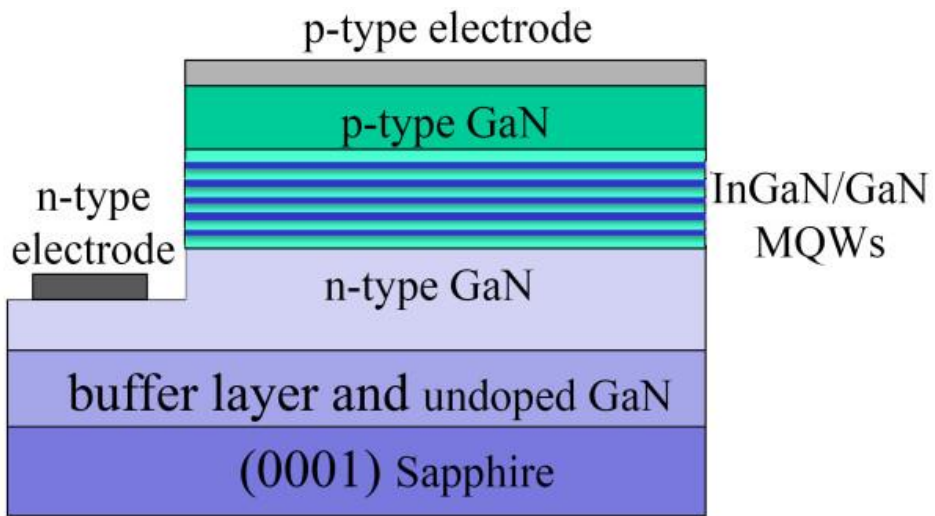 p-type electrode
p-type GaN
n-type
electrode
InGaN/GaN
MQWs
n-type GaN
buffer layer and undoped GaN
(0001) Sapphire